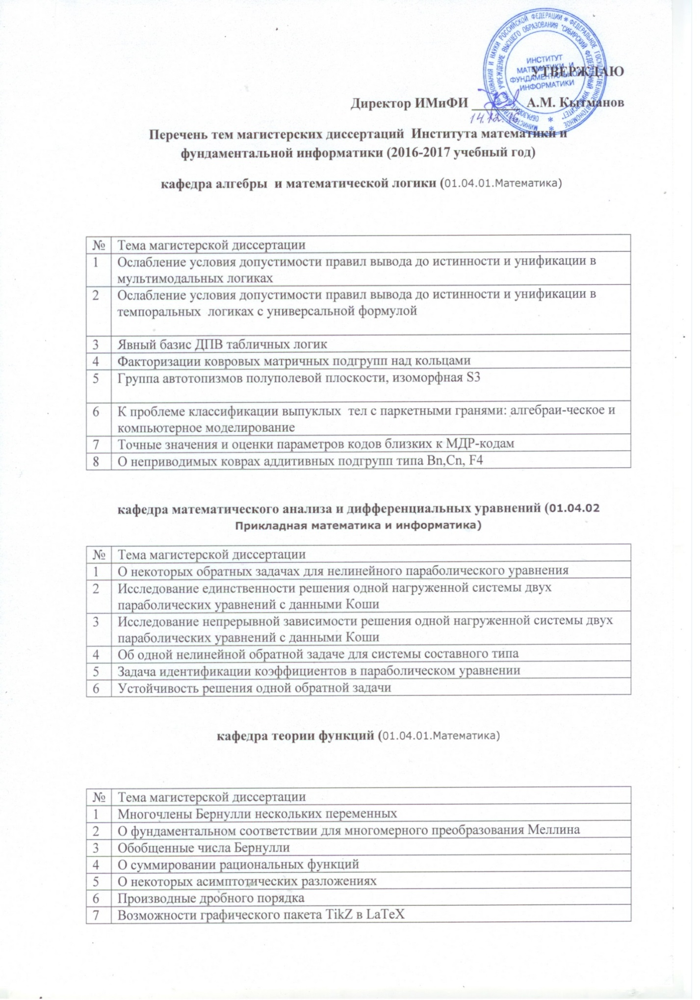 МИНИСТЕРСТВО ОБРАЗОВАНИЯ И НАУКИ РОССИЙСКОЙ ФЕДЕРАЦИИ * ФЕДЕРАЛЬНОЕ ГОСУДАРСТВЕННОЕ АВТОНОМНОЕ
ОБРАЗОВАТЕЛЬНОЕ УЧРЕЖДЕНИЕ ВЫСШЕГО ОБРАЗОВАНИЯ "СИБИРСКИЙ ФЕДЕРАЛЬНЫЙ УНИВЕРСИТЕТ"
ИНСТИТУТ
МАТЕМАТИКИ И
ФУНДАМЕНТАЛЬНОЙ
ИНФОРМАТИКИ
УТВЕРЖДАЮ
Директор ИМиФИ ________ А.М. Кытманов
14.12.
Перечень тем магистерских диссертаций Института математики и
фундаментальной информатики (2016-2017 учебный год)
кафедра алгебры и математической логики (01.04.01.Математика)
№ Тема магистерской диссертации
1 Ослабление условия допустимости правил вывода до истинности и унификации в
мультимодальных логиках
2 Ослабление условия допустимости правил вывода до истинности и унификации в
темпоральных логиках с универсальной формулой
3 Явный базис ДПВ табличных логик
4 Факторизации ковровых матричных подгрупп над кольцами
5 Группа автотопизмов полуполевой плоскости, изоморфная S3
6 К проблеме классификации выпуклых тел с паркетными гранями: алгебраи-ческое и
компьютерное моделирование
7 Точные значения и оценки параметров кодов близких к МДР-кодам
8 О неприводимых коврах аддитивных подгрупп типа Bn,Cn, F4
кафедра математического анализа и дифференциальных уравнений (01.04.02
Прикладная математика и информатика)
№ Тема магистерской диссертации
1 О некоторых обратных задачах для нелинейного параболического уравнения
2 Исследование единственности решения одной нагруженной системы двух
параболических уравнений с данными Коши
3 Исследование непрерывной зависимости решения одной нагруженной системы двух
параболических уравнений с данными Коши
4 Об одной нелинейной обратной задаче для системы составного типа
5 Задача идентификации коэффициентов в параболическом уравнении
6 Устойчивость решения одной обратной задачи
кафедра теории функций (01.04.01.Математика)
№ Тема магистерской диссертации
1 Многочлены Бернулли нескольких переменных
2 О фундаментальном соответствии для многомерного преобразования Меллина
3 Обобщенные числа Бернулли
4 О суммировании рациональных функций
5 О некоторых асимптотических разложениях
6 Производные дробного порядка
7 Возможности графического пакета TikZ в LaTeX